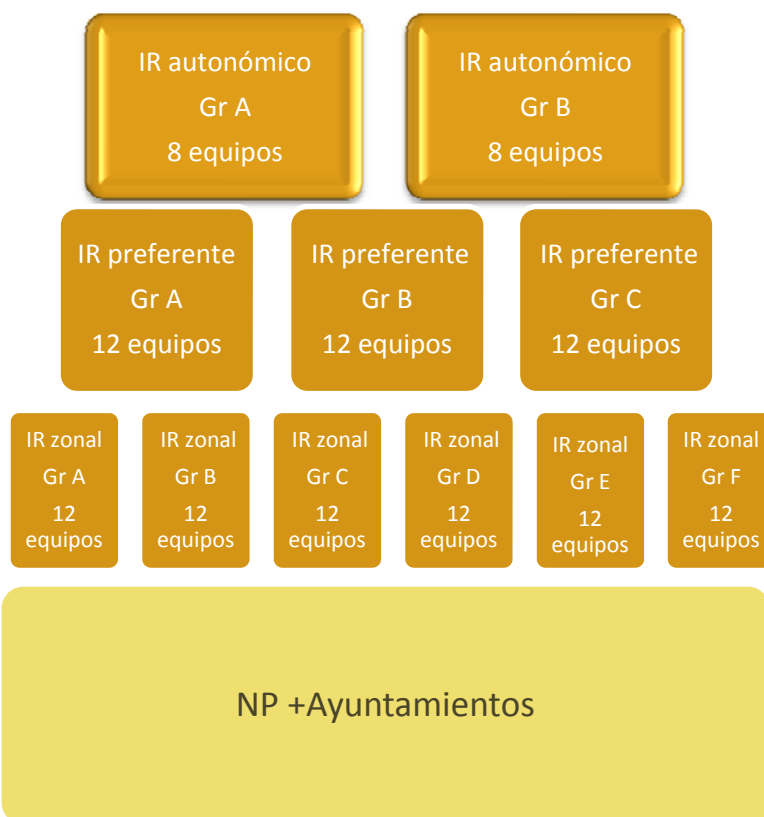 IR autonómico
Gr A
8 equipos
IR autonómico
Gr B
8 equipos
IR preferente
Gr A
12 equipos
IR preferente
Gr B
12 equipos
IR preferente
Gr C
12 equipos
IR zonal
Gr A
12
equipos
IR zonal
Gr B
12
equipos
IR zonal
Gr C
12
equipos
IR zonal
Gr D
12
equipos
IR zonal
Gr E
12
equipos
IR zonal
Gr F
12
equipos
NP +Ayuntamientos